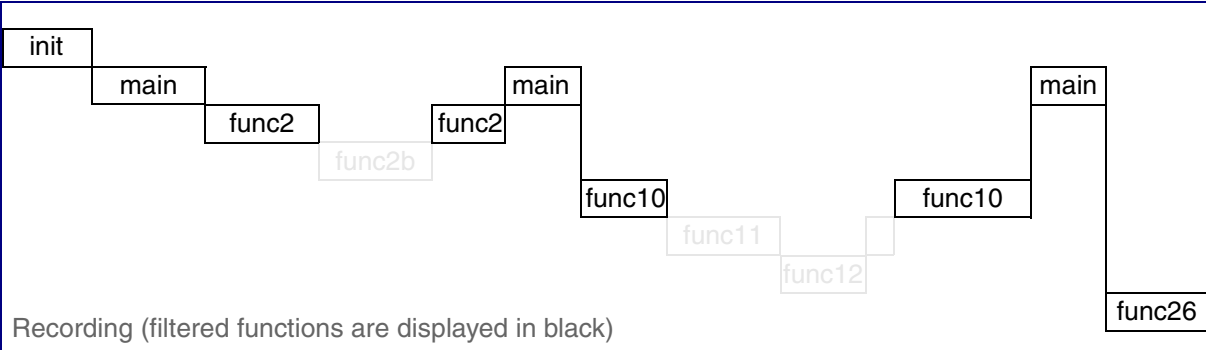 init
main main main
func2 func2
func2b
func10 func10
func11
func12
func26
Recording (filtered functions are displayed in black)